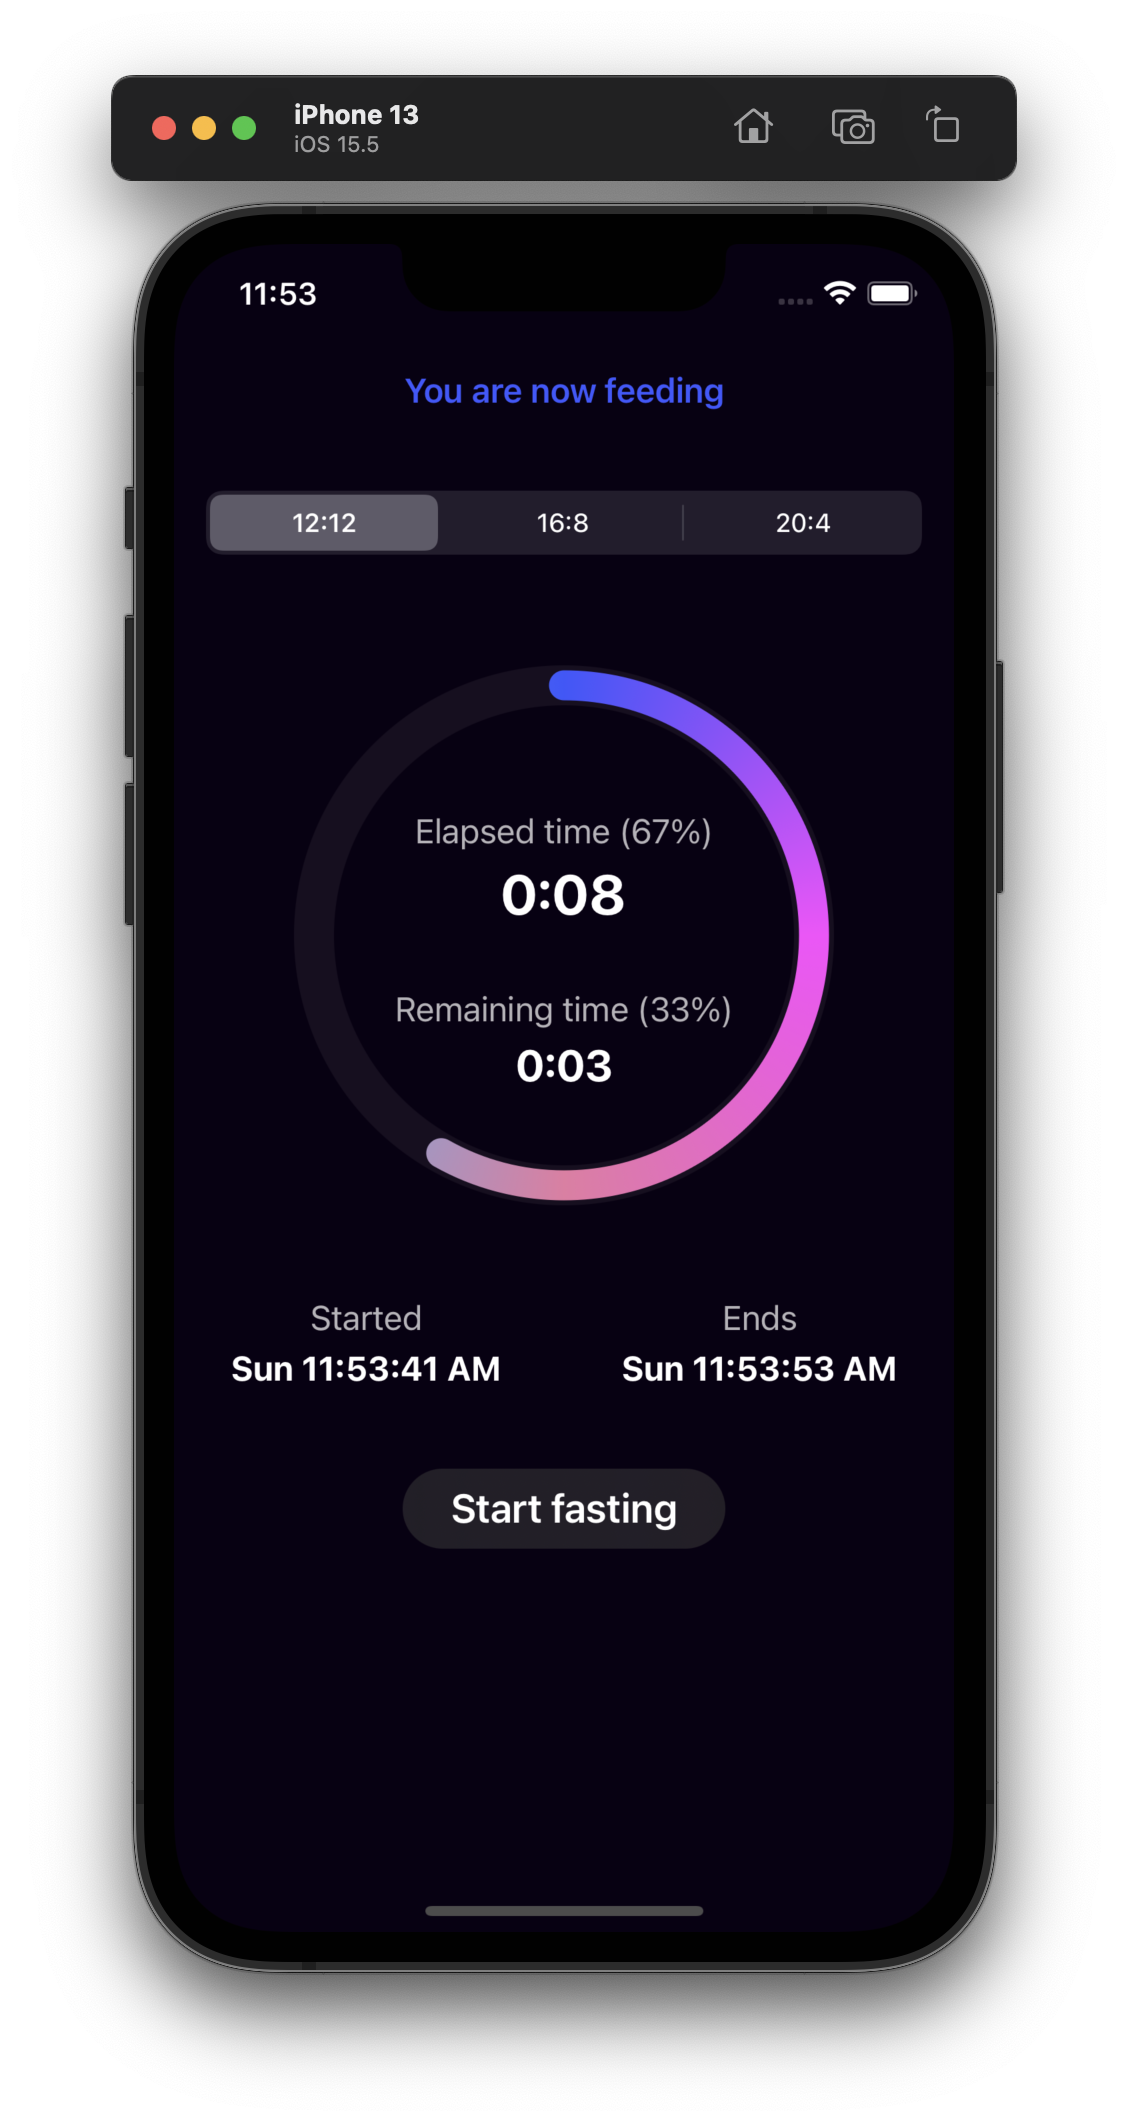 iPhone 13
iOS 15.5
11:53
You are now feeding
12:12 16:8 20:4
Elapsed time (67%)
0:08
Remaining time (33%)
0:03
Started Ends
Sun 11:53:41 AM Sun 11:53:53 AM
Start fasting